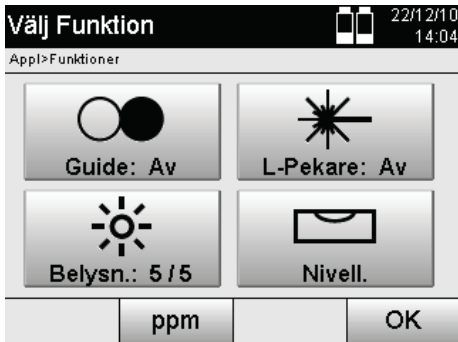 Välj Funktion
22/12/10
14:04
Appl>Funktioner
Guide: Av
L-Pekare: Av
Belysn.: 5/5
Nivell.
ppm
OK